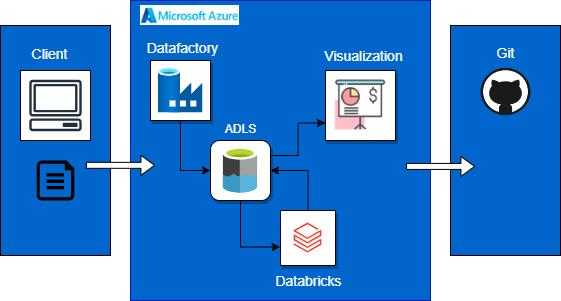 Microsoft Azure
Client
Datafactory
Visualization
Git
ADLS
$
Databricks